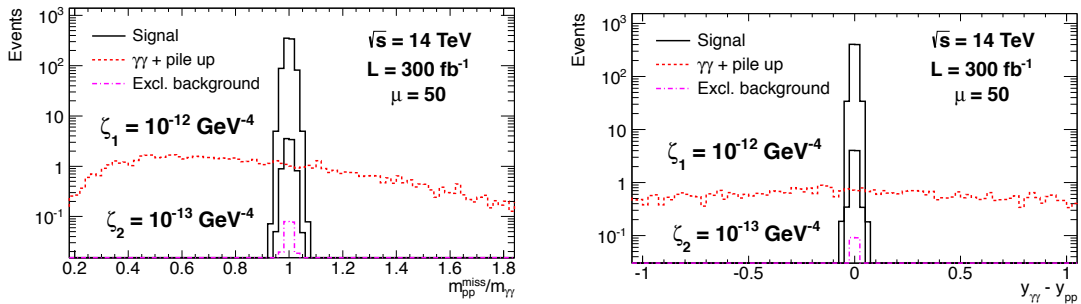 Events
10³
10²
10
1
10⁻¹
Signal
γγ + pile up
Excl. background
√s = 14 TeV
L = 300 fb⁻¹
μ = 50
ζ₁ = 10⁻¹² GeV⁻⁴
ζ₂ = 10⁻¹³ GeV⁻⁴
0.2 0.4 0.6 0.8 1 1.2 1.4 1.6 1.8
m_pp^miss/m_γγ
Events
10³
10²
10
1
10⁻¹
Signal
γγ + pile up
Excl. background
√s = 14 TeV
L = 300 fb⁻¹
μ = 50
ζ₁ = 10⁻¹² GeV⁻⁴
ζ₂ = 10⁻¹³ GeV⁻⁴
-1 -0.5 0 0.5 1
y_γγ - y_pp